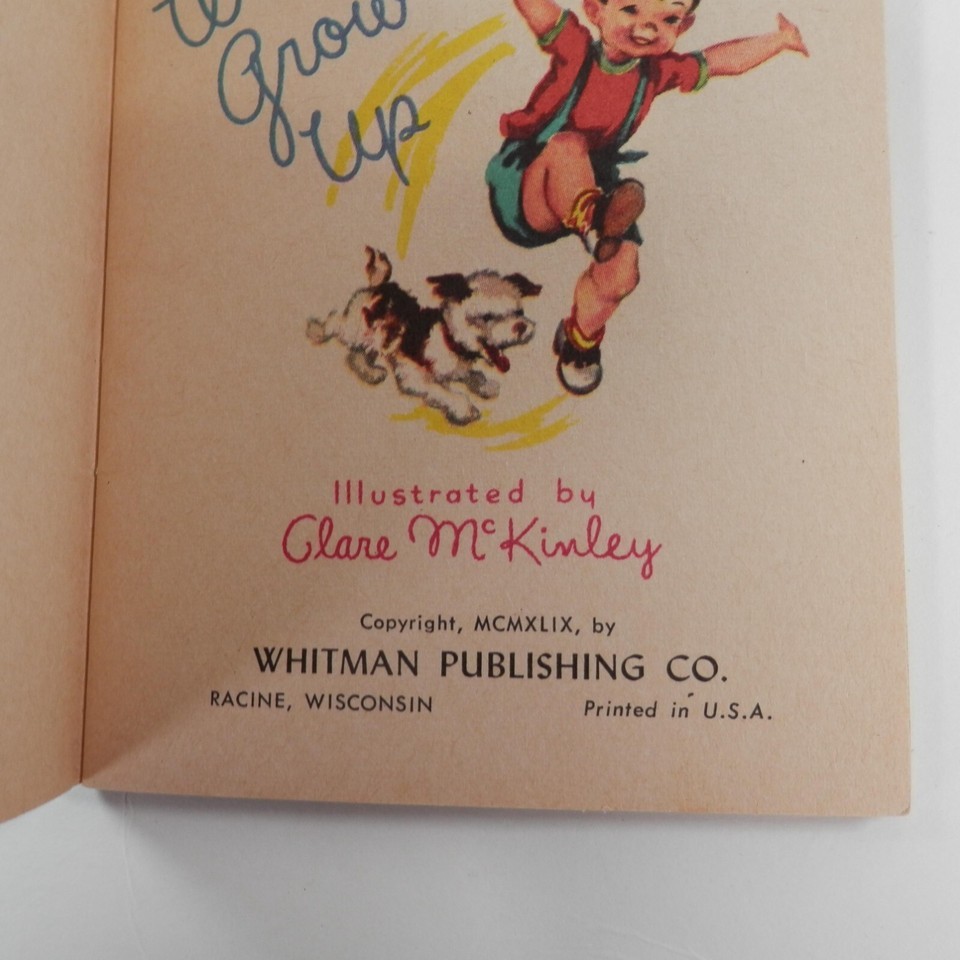 Grow
Up
Illustrated by
Clare McKinley
Copyright, MCMXLIX, by
WHITMAN PUBLISHING CO.
RACINE, WISCONSIN Printed in U.S.A.